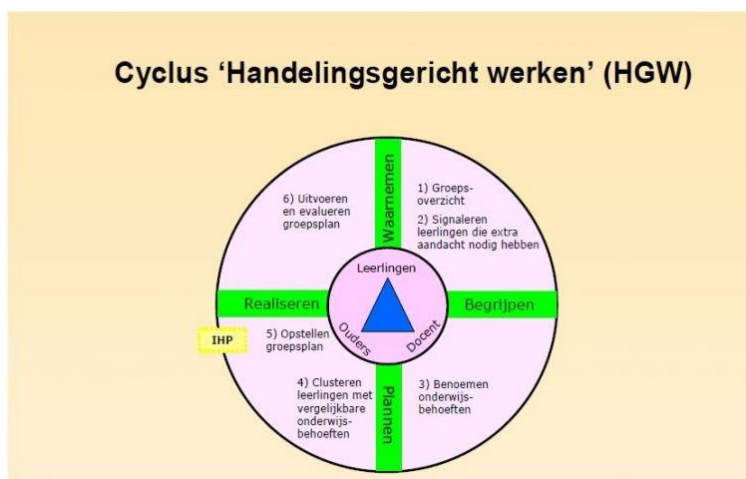 Cyclus ‘Handelingsgericht werken’ (HGW)
Waarnemen
1) Groeps-
overzicht
2) Signaleren
leerlingen die extra
aandacht nodig hebben
Begrijpen
3) Benoemen
onderwijs-
behoeften
Plannen
4) Clusteren
leerlingen met
vergelijkbare
onderwijs-
behoeften
5) Opstellen
groepsplan
IHP
Realiseren
6) Uitvoeren
en evalueren
groepsplan
Leerlingen
Ouders
Docent